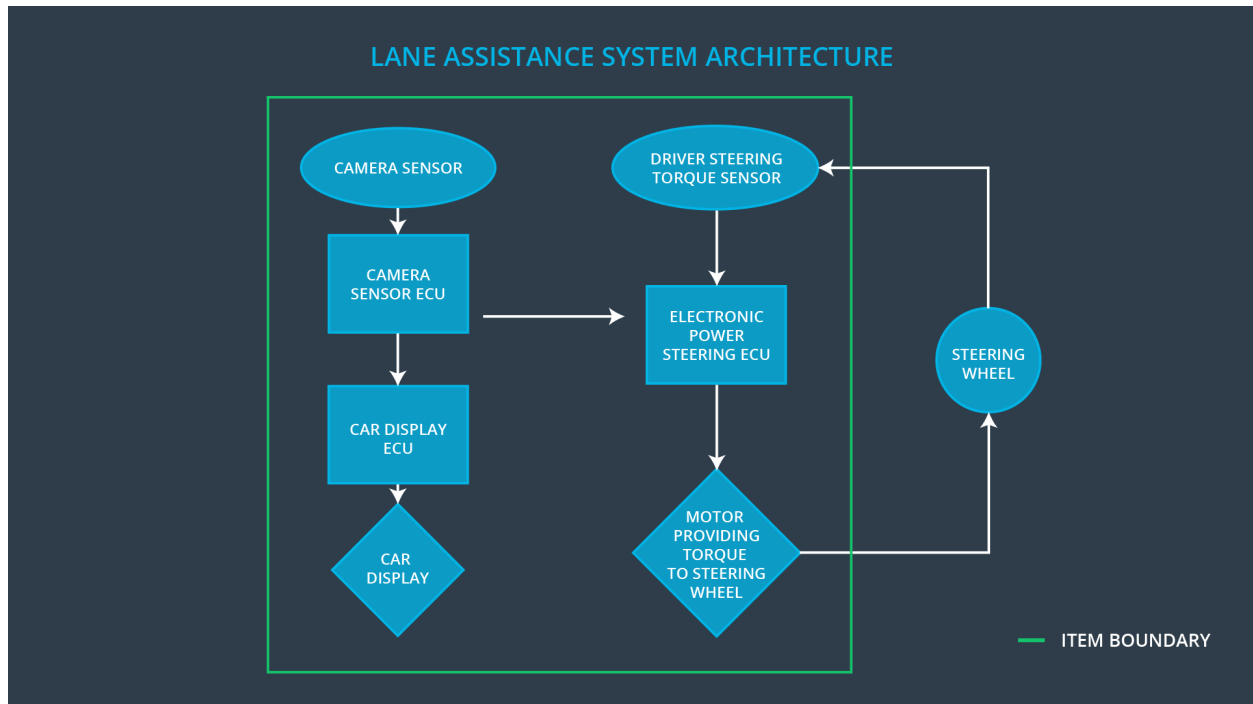 LANE ASSISTANCE SYSTEM ARCHITECTURE
CAMERA SENSOR
CAMERA
SENSOR ECU
CAR DISPLAY
ECU
CAR
DISPLAY
DRIVER STEERING
TORQUE SENSOR
ELECTRONIC
POWER
STEERING ECU
MOTOR
PROVIDING
TORQUE
TO STEERING
WHEEL
STEERING
WHEEL
ITEM BOUNDARY